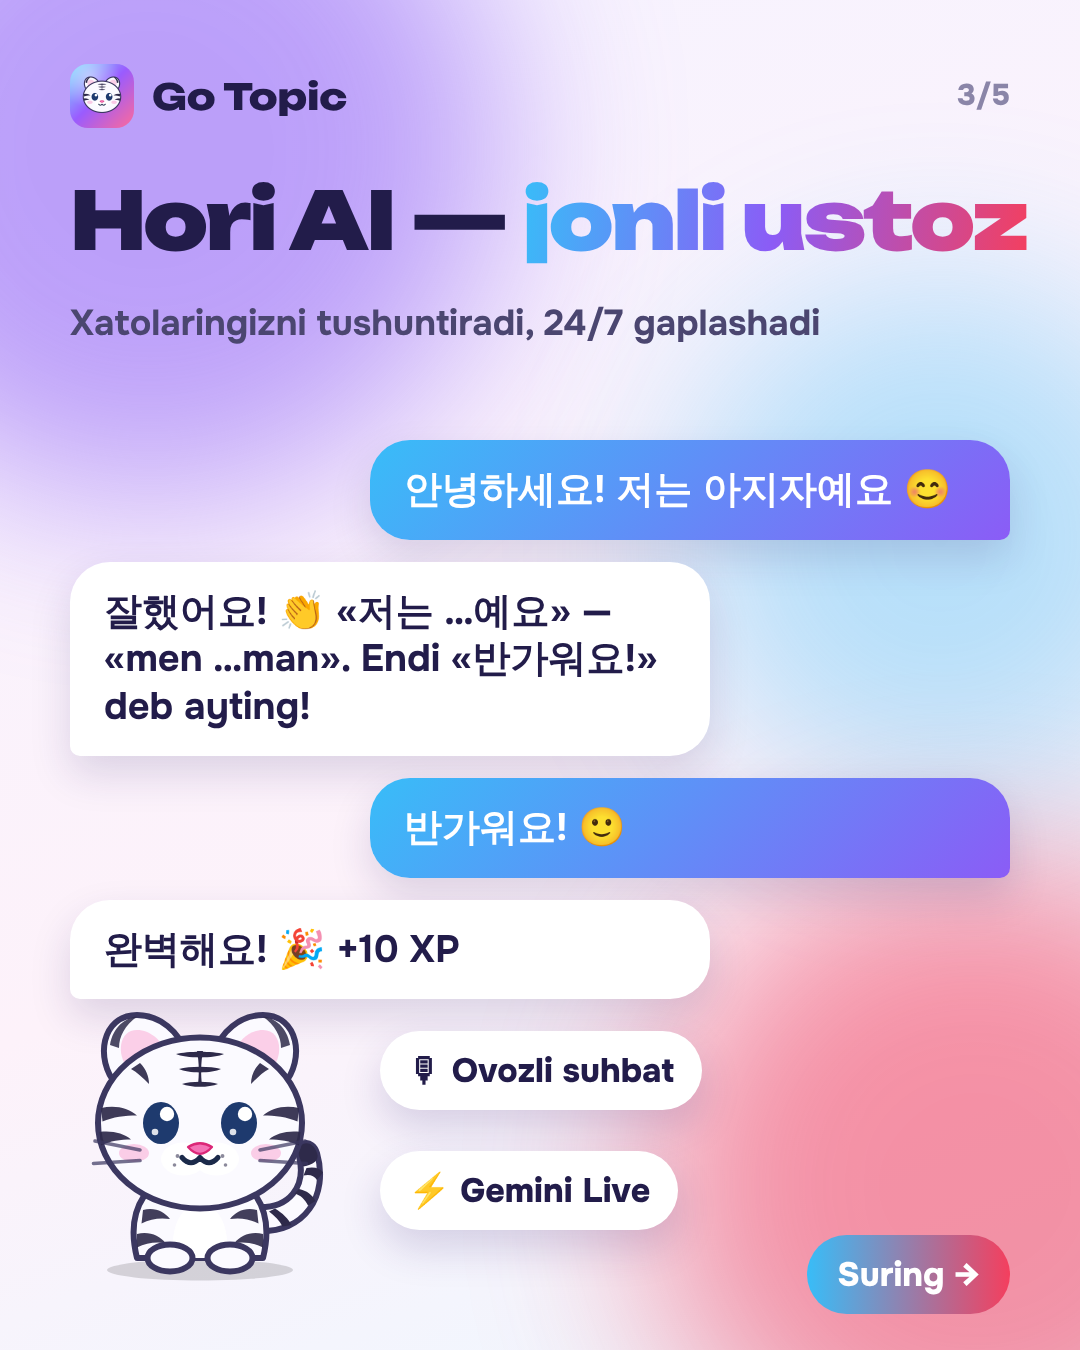 Go Topic
3/5
Hori AI — jonli ustoz
Xatolaringizni tushuntiradi, 24/7 gaplashadi
안녕하세요! 저는 아지자예요 😊
잘했어요! 👏 «저는 ...예요» —
«men ...man». Endi «반가워요!»
deb ayting!
반가워요! 🙂
완벽해요! 🎉 +10 XP
🎙 Ovozli suhbat
⚡ Gemini Live
Suring →